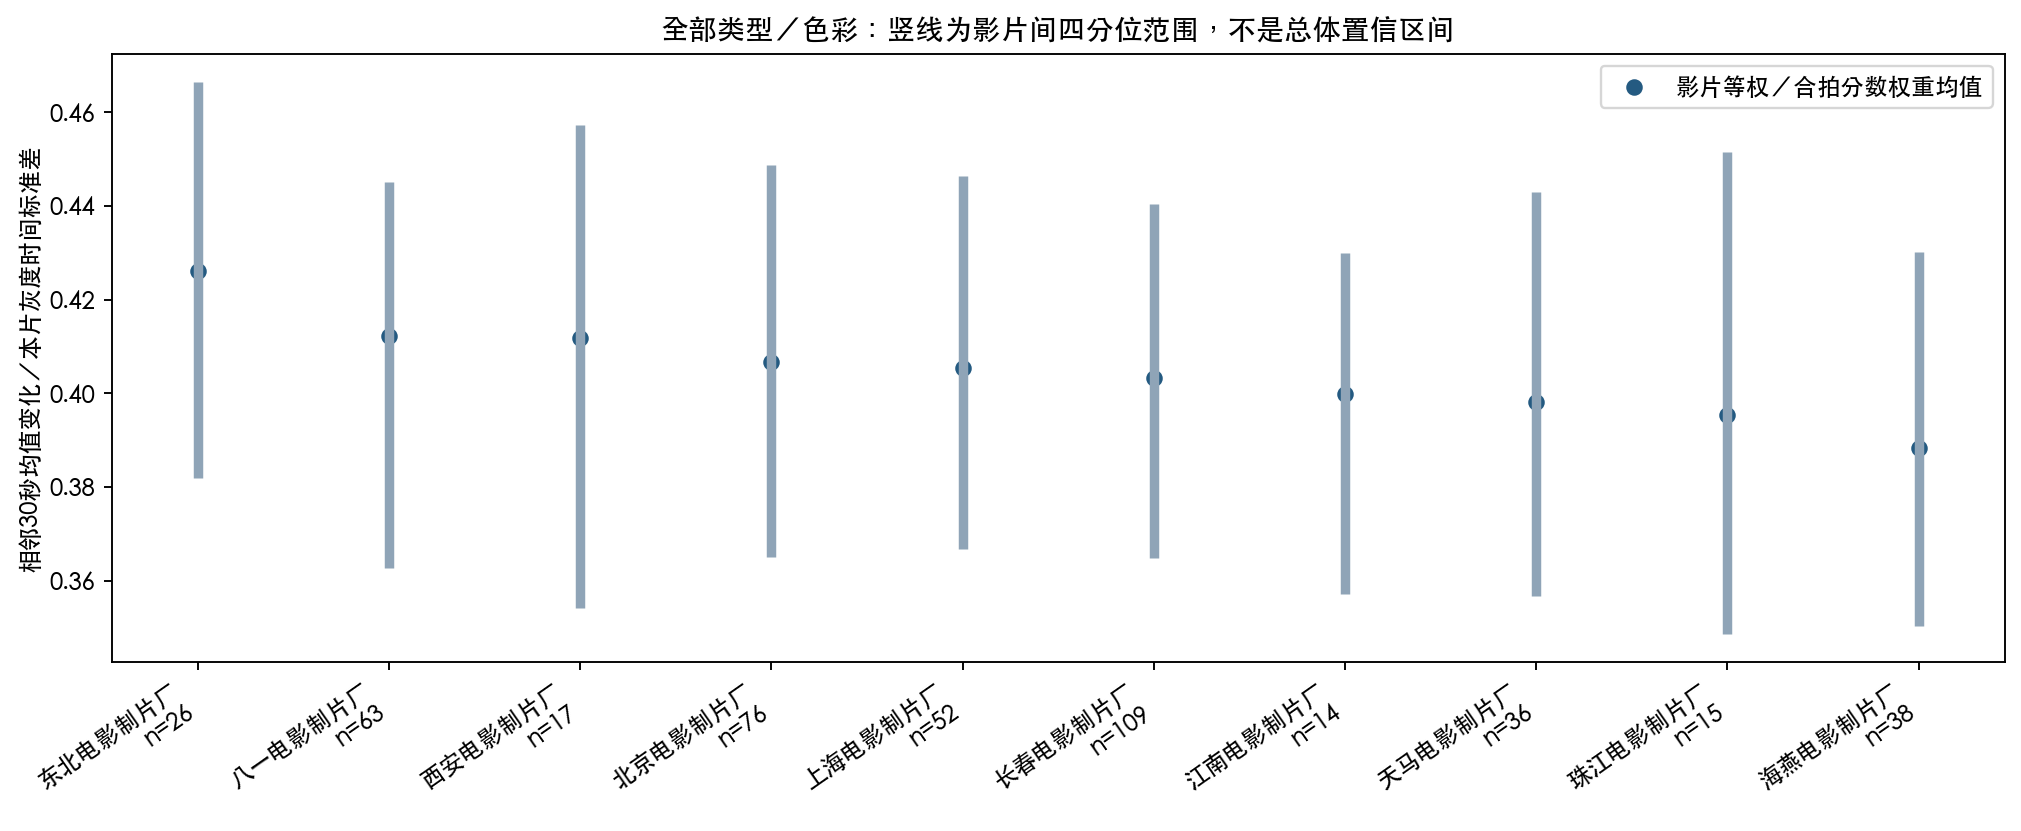 全部类型／色彩：竖线为影片间四分位范围，不是总体置信区间
影片等权／合拍分数权重均值
相邻30秒均值变化／本片灰度时间标准差
0.46
0.44
0.42
0.40
0.38
0.36
东北电影制片厂
n=26
八一电影制片厂
n=63
西安电影制片厂
n=17
北京电影制片厂
n=76
上海电影制片厂
n=52
长春电影制片厂
n=109
江南电影制片厂
n=14
天马电影制片厂
n=36
珠江电影制片厂
n=15
海燕电影制片厂
n=38